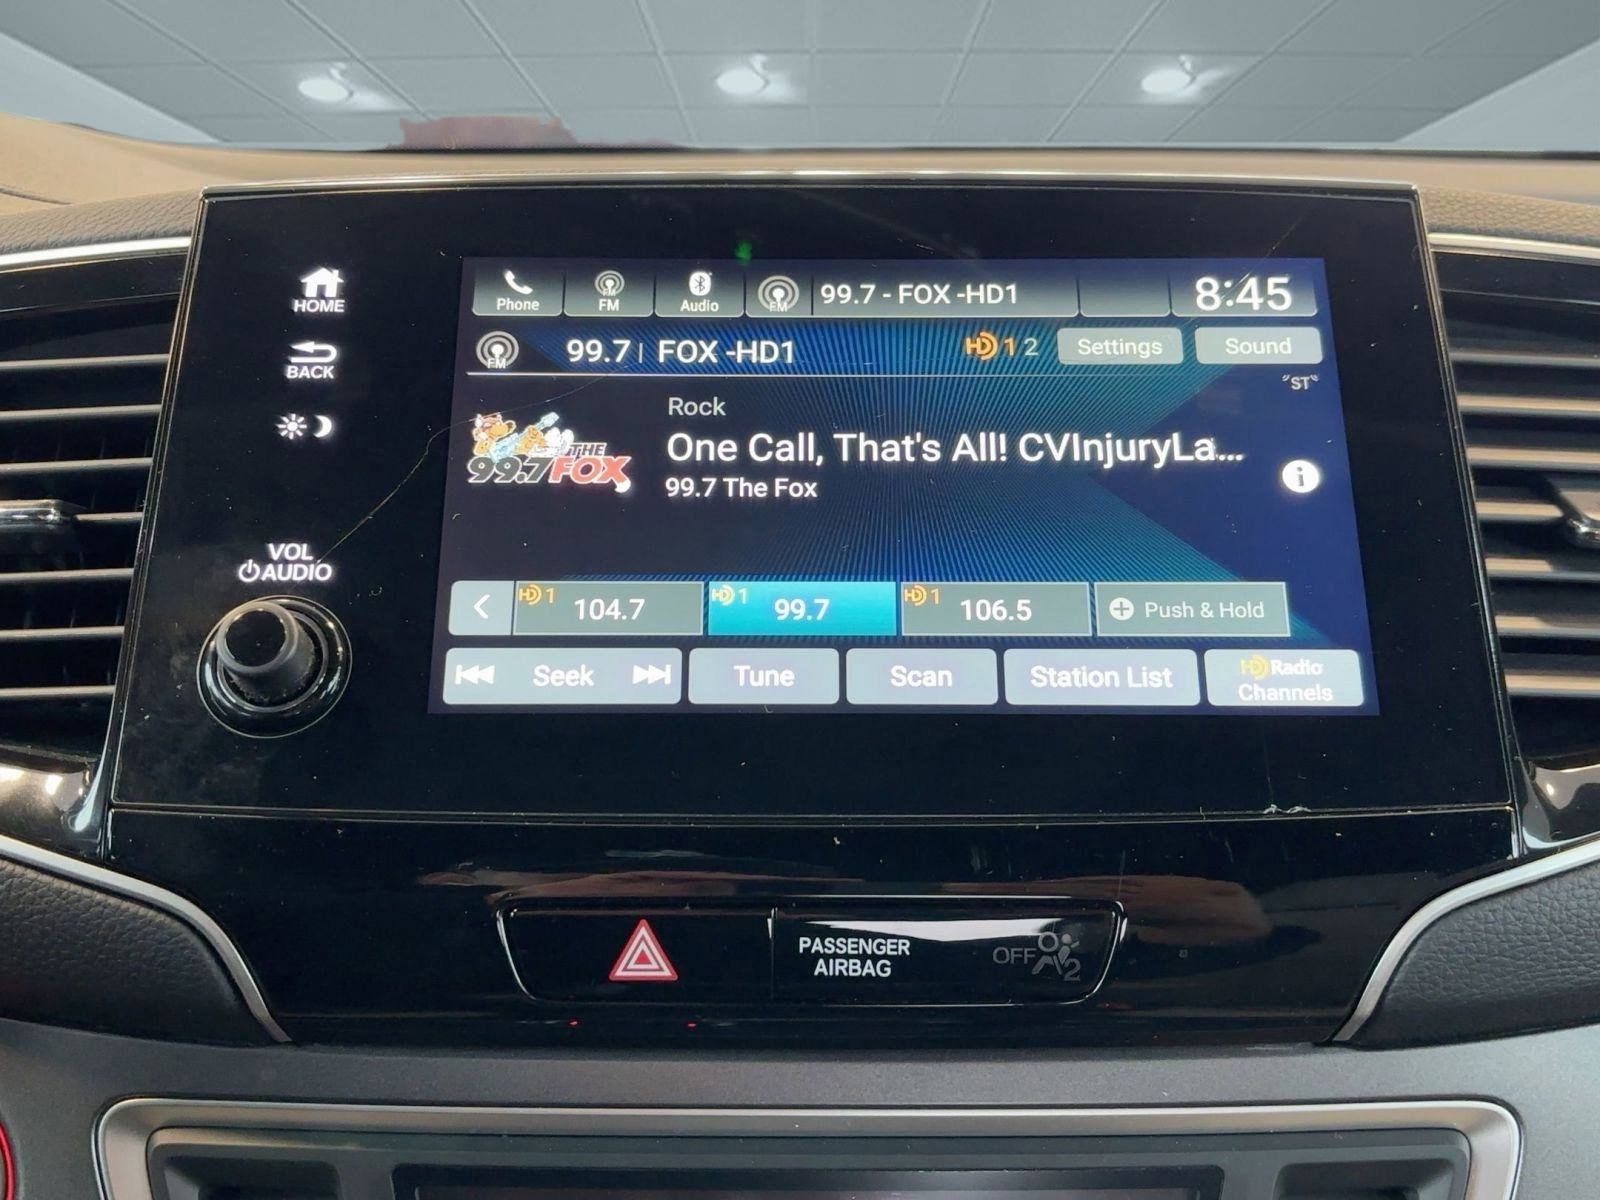 HOME
BACK
VOL
AUDIO
Phone
FM
Audio
FM
99.7 - FOX -HD1
8:45
FM
99.7 | FOX -HD1
HD 1 2
Settings
Sound
"ST"
THE
99.7 FOX
Rock
One Call, That's All! CVInjuryLa...
99.7 The Fox
i
HD 1 104.7
HD 1 99.7
HD 1 106.5
Push & Hold
Seek
Tune
Scan
Station List
HD Radio
Channels
PASSENGER
AIRBAG
OFF
2